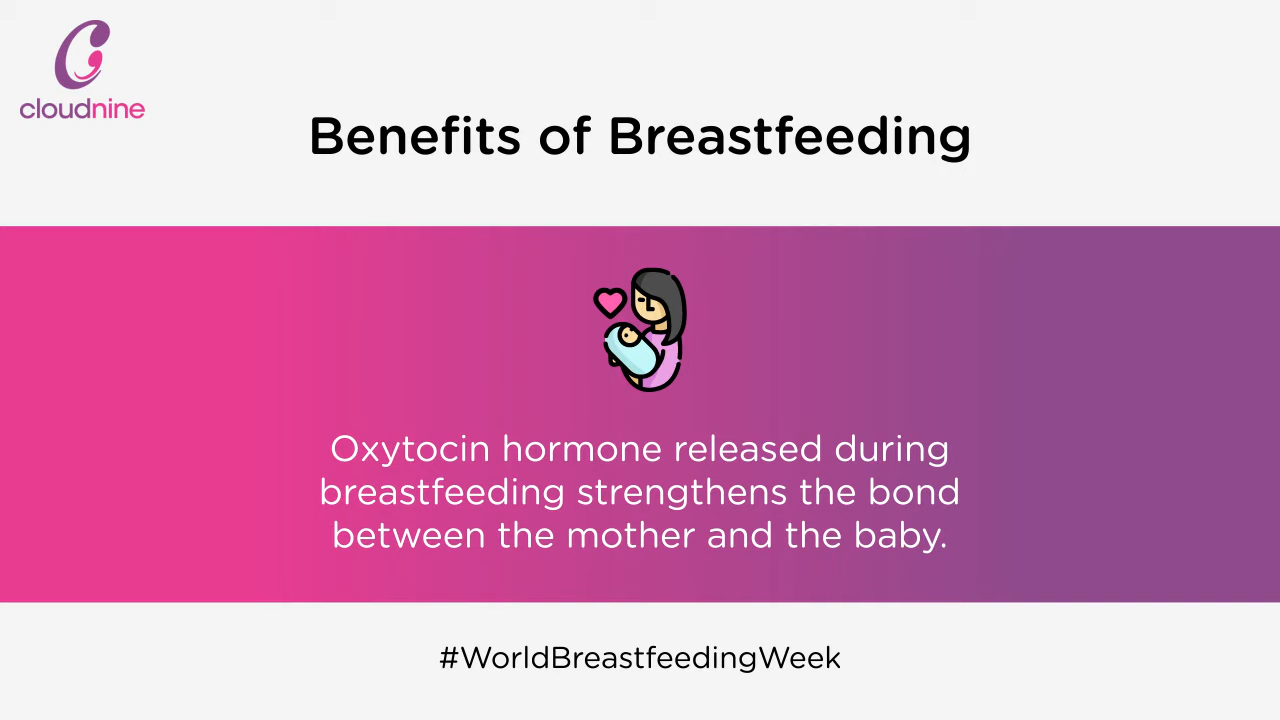 cloudnine
Benefits of Breastfeeding
Oxytocin hormone released during
breastfeeding strengthens the bond
between the mother and the baby.
#WorldBreastfeedingWeek